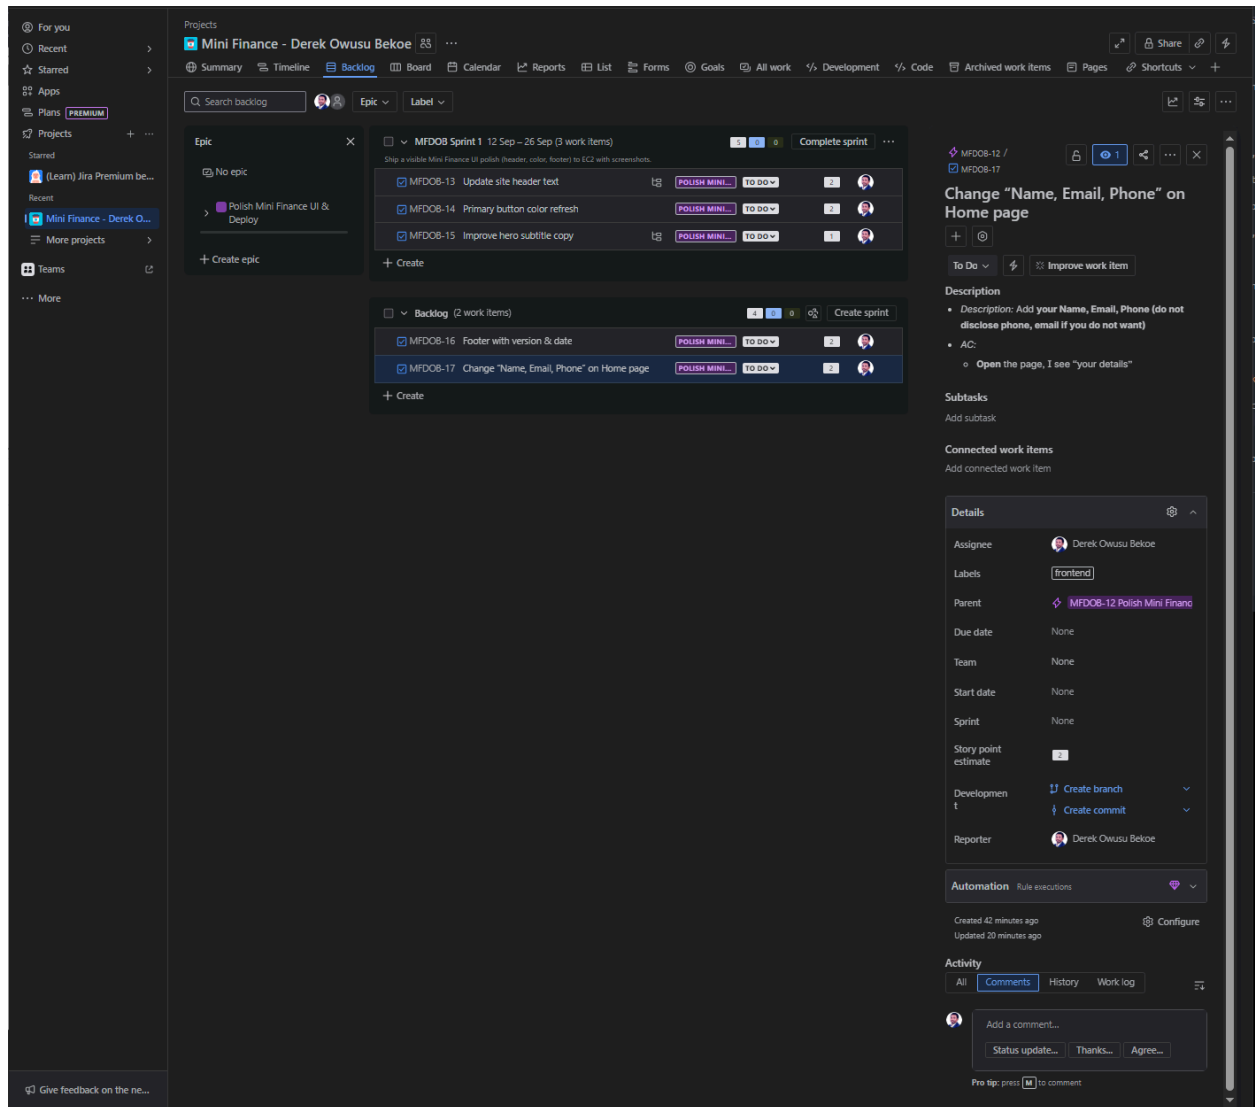 For you
Recent
Starred
Apps
Plans PREMIUM
Projects
Starred
(Learn) Jira Premium be...
Recent
Mini Finance - Derek O...
More projects
Teams
More
Give feedback on the ne...
Projects
Mini Finance - Derek Owusu Bekoe
Share
Summary Timeline Backlog Board Calendar Reports List Forms Goals All work Development Code Archived work items Pages Shortcuts
Search backlog Epic Label
Epic
No epic
Polish Mini Finance UI &
Deploy
Create epic
MFDOB Sprint 1 12 Sep – 26 Sep (3 work items) 5 0 0 Complete sprint
Ship a visible Mini Finance UI polish (header, color, footer) to EC2 with screenshots.
MFDOB-13 Update site header text POLISH MINI... TO DO 2
MFDOB-14 Primary button color refresh POLISH MINI... TO DO 2
MFDOB-15 Improve hero subtitle copy POLISH MINI... TO DO 1
Create
Backlog (2 work items) 4 0 0 Create sprint
MFDOB-16 Footer with version & date POLISH MINI... TO DO 2
MFDOB-17 Change “Name, Email, Phone” on Home page POLISH MINI... TO DO 2
Create
MFDOB-12 /
MFDOB-17
1
Change “Name, Email, Phone” on
Home page
To Do Improve work item
Description
Description: Add your Name, Email, Phone (do not
disclose phone, email if you do not want)
AC:
Open the page, I see “your details”
Subtasks
Add subtask
Connected work items
Add connected work item
Details
Assignee Derek Owusu Bekoe
Labels frontend
Parent MFDOB-12 Polish Mini Financ
Due date None
Team None
Start date None
Sprint None
Story point
estimate 2
Developmen
t
Create branch
Create commit
Reporter Derek Owusu Bekoe
Automation Rule executions
Created 42 minutes ago
Updated 20 minutes ago
Configure
Activity
All Comments History Work log
Add a comment...
Status update... Thanks... Agree...
Pro tip: press M to comment